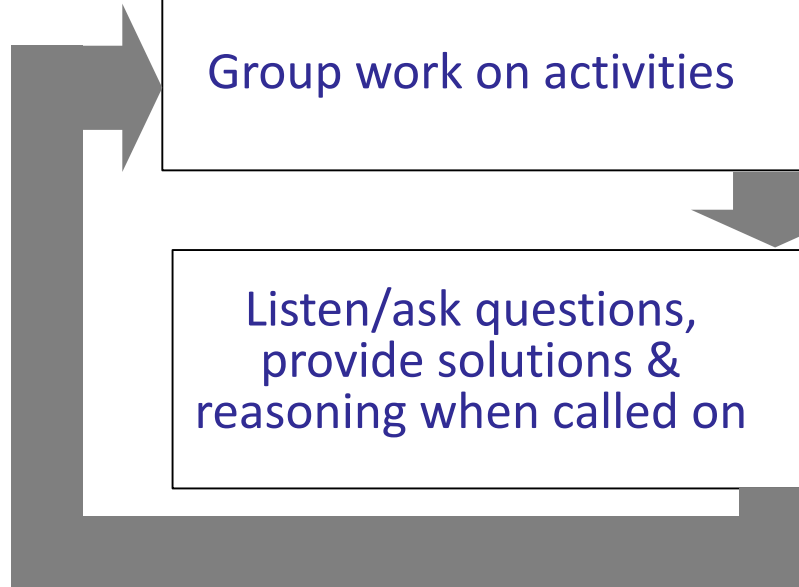 Group work on activities
Listen/ask questions,
provide solutions &
reasoning when called on